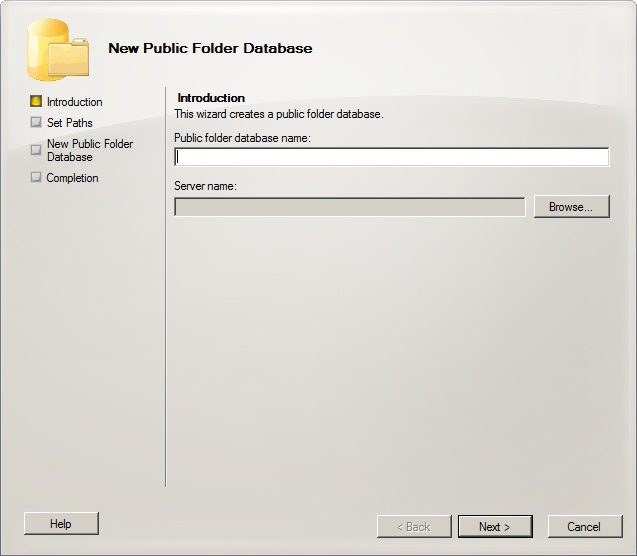 New Public Folder Database
Introduction
Set Paths
New Public Folder
Database
Completion
Introduction
This wizard creates a public folder database.
Public folder database name:
Server name:
Browse...
Help
< Back
Next >
Cancel